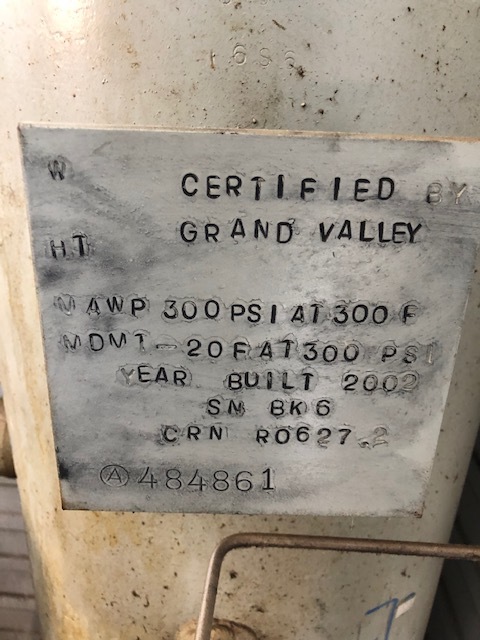 1696
W
CERTIFIED BY
GRAND VALLEY
HT
MAWP 300 PSI AT 300 F
MDMT -20 F AT 300 PSI
YEAR BUILT 2002
SN BK6
CRN R0627.2
Ⓐ484861